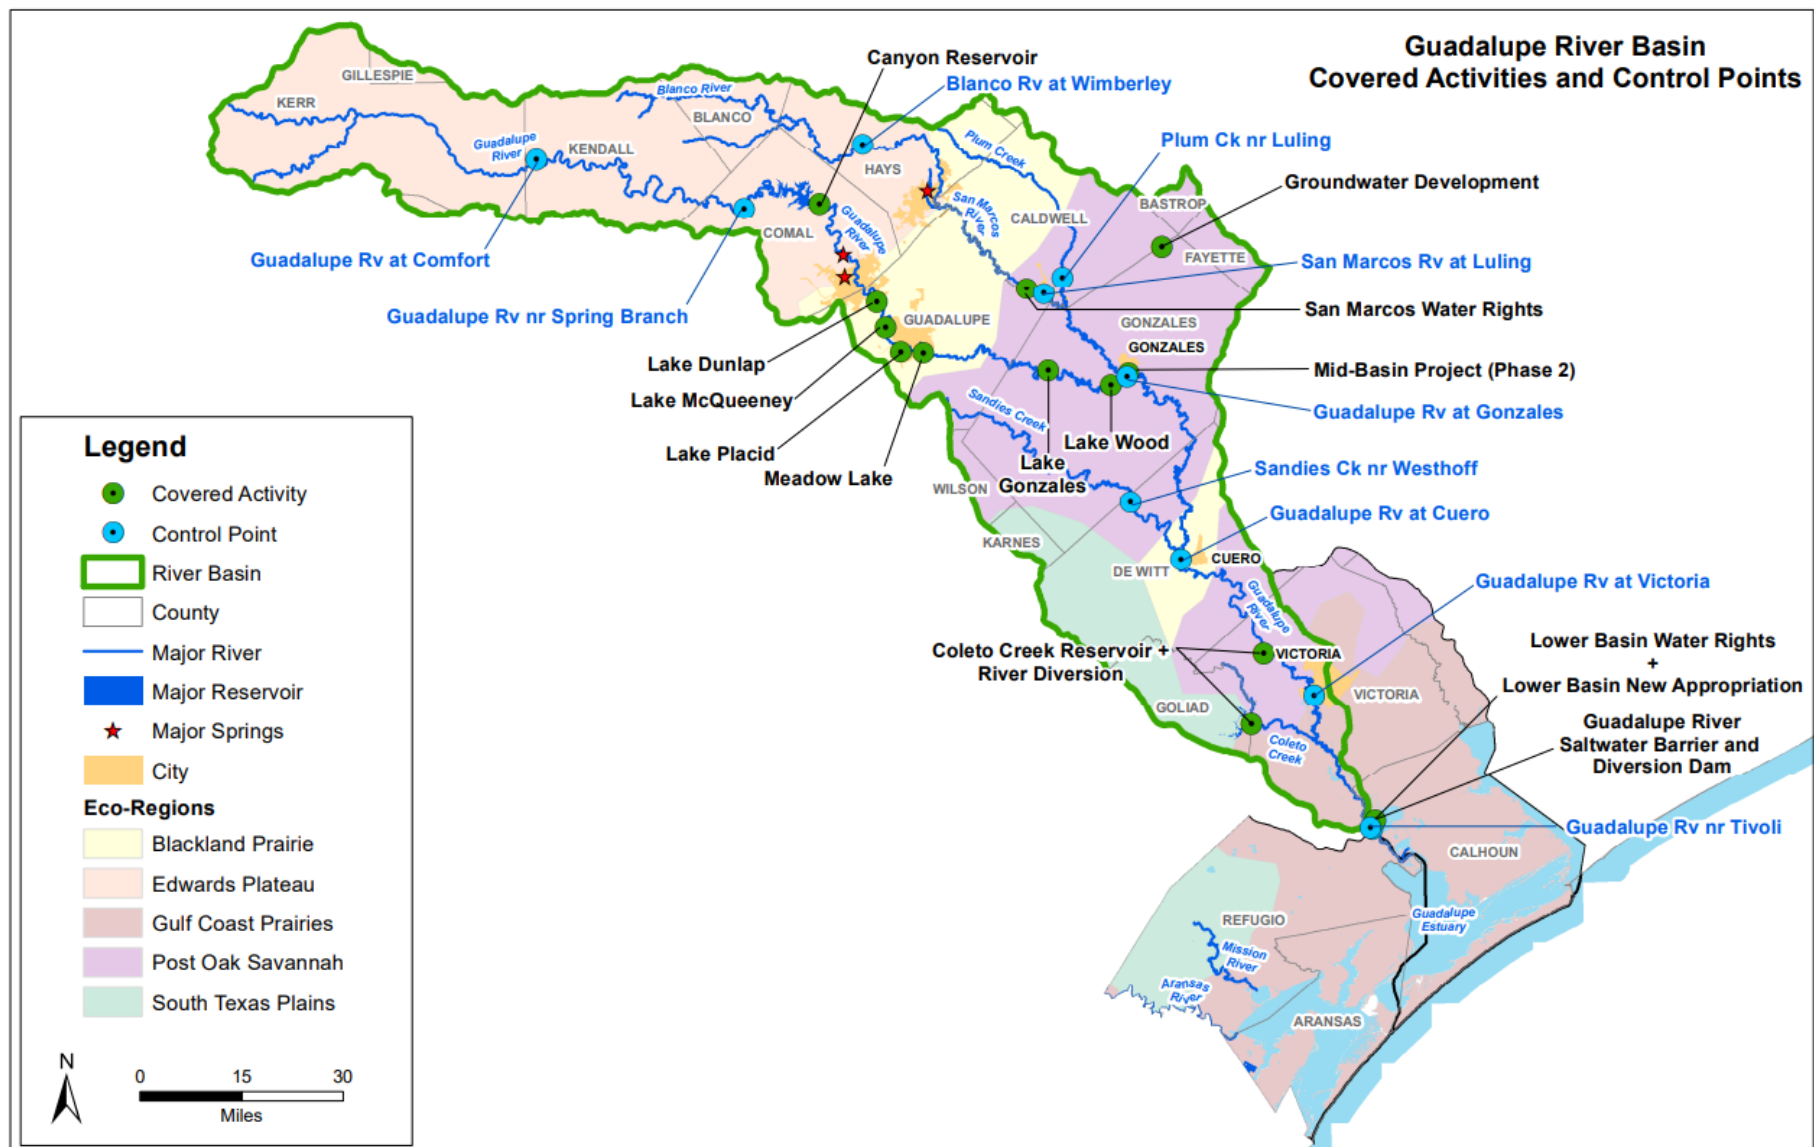 Guadalupe River Basin
Covered Activities and Control Points
Canyon Reservoir
Blanco Rv at Wimberley
GILLESPIE
KERR
Blanco River
BLANCO
Guadalupe
River
KENDALL
HAYS
Plum Creek
Plum Ck nr Luling
Groundwater Development
BASTROP
San Marcos
River
CALDWELL
FAYETTE
COMAL
Guadalupe
River
Guadalupe Rv at Comfort
San Marcos Rv at Luling
Guadalupe Rv nr Spring Branch
San Marcos Water Rights
GUADALUPE
GONZALES
GONZALES
Lake Dunlap
Mid-Basin Project (Phase 2)
Lake McQueeney
Guadalupe Rv at Gonzales
Sandies Creek
Lake Wood
Lake Placid
Meadow Lake
Lake
Gonzales
Sandies Ck nr Westhoff
WILSON
Guadalupe Rv at Cuero
KARNES
CUERO
DE WITT
Guadalupe
River
Guadalupe Rv at Victoria
Coleto Creek Reservoir +
River Diversion
VICTORIA
Lower Basin Water Rights
+
Lower Basin New Appropriation
VICTORIA
GOLIAD
Coleto
Creek
Guadalupe River
Saltwater Barrier and
Diversion Dam
Guadalupe Rv nr Tivoli
CALHOUN
REFUGIO
Guadalupe
Estuary
Mission
River
Aransas
River
ARANSAS
Legend
Covered Activity
Control Point
River Basin
County
Major River
Major Reservoir
Major Springs
City
Eco-Regions
Blackland Prairie
Edwards Plateau
Gulf Coast Prairies
Post Oak Savannah
South Texas Plains
N
0 15 30
Miles